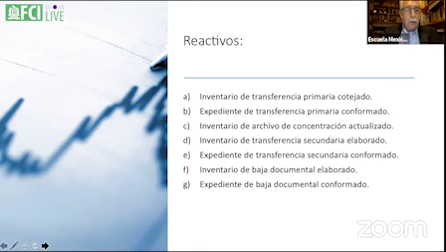 FCI
LIVE
Escuela Mexic...
Reactivos:
a) Inventario de transferencia primaria cotejado.
b) Expediente de transferencia primaria conformado.
c) Inventario de archivo de concentración actualizado.
d) Inventario de transferencia secundaria elaborado.
e) Expediente de transferencia secundaria conformado.
f) Inventario de baja documental elaborado.
g) Expediente de baja documental conformado.
zoom